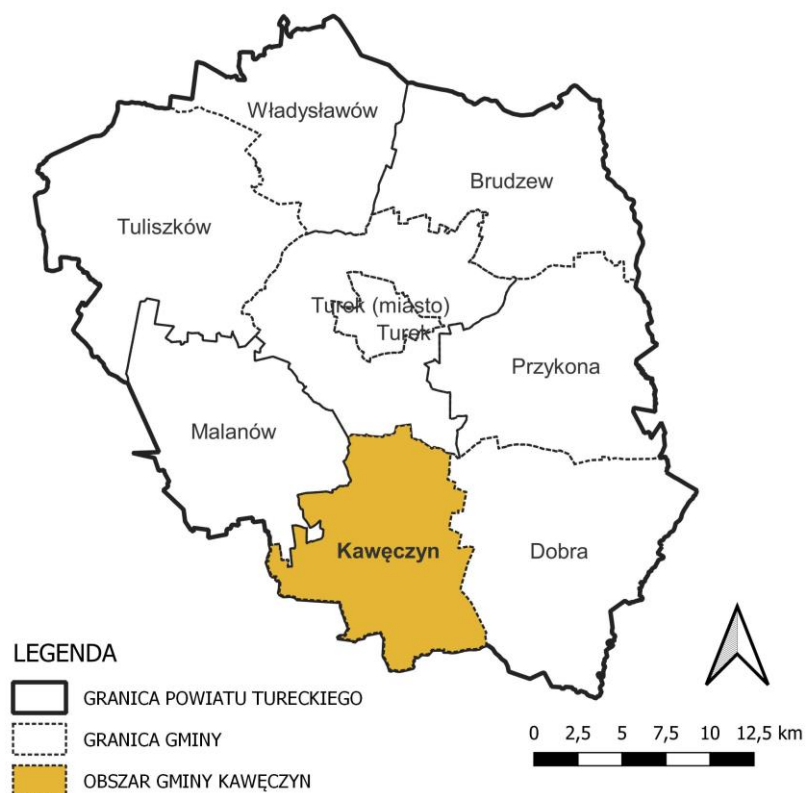 Władysławów
Brudzew
Tuliszków
Turek (miasto)
Turek
Przykona
Malanów
Kawęczyn
Dobra
LEGENDA
GRANICA POWIATU TURECKIEGO
GRANICA GMINY
OBSZAR GMINY KAWĘCZYN
0 2,5 5 7,5 10 12,5 km